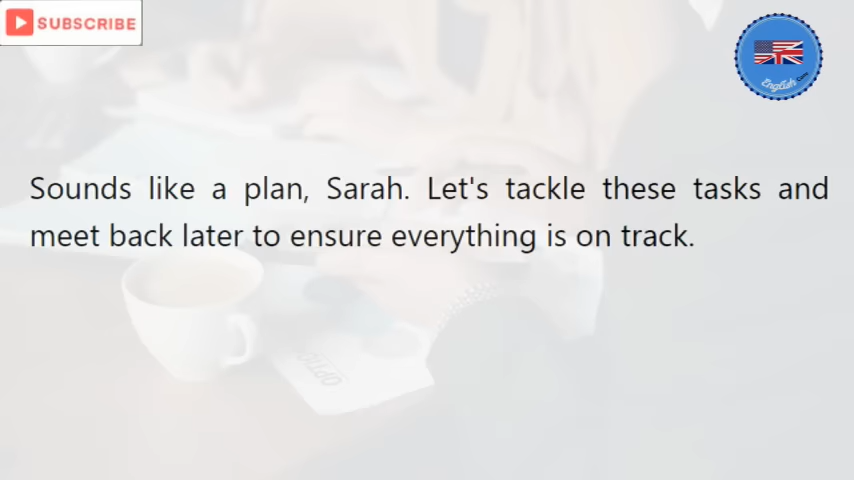 SUBSCRIBE
English
Sounds like a plan, Sarah. Let's tackle these tasks and
meet back later to ensure everything is on track.